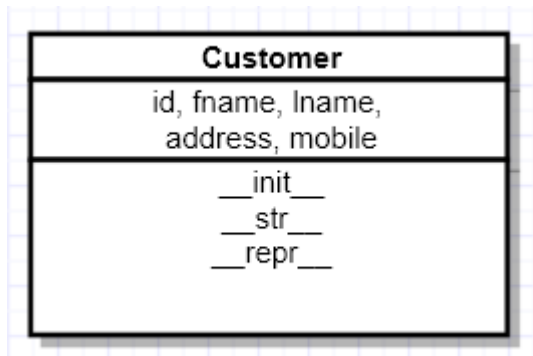 Customer
id, fname, lname,
address, mobile
__init__
__str__
__repr__